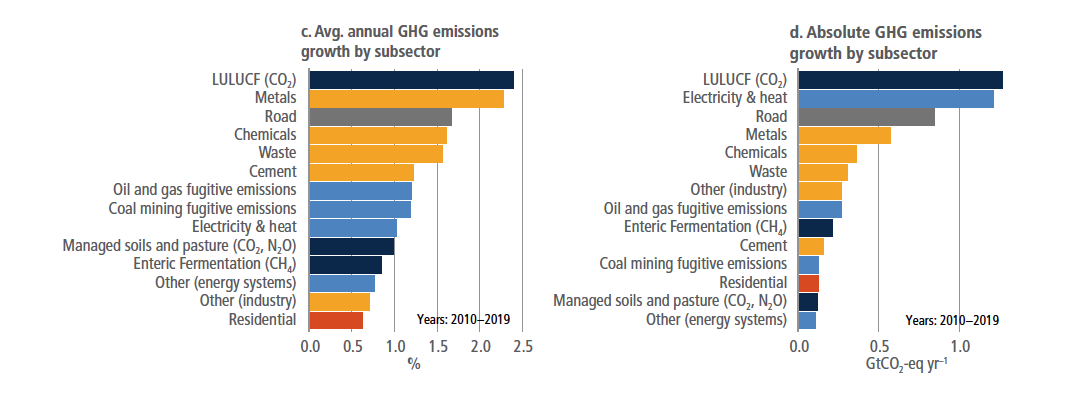 c. Avg. annual GHG emissions
growth by subsector
LULUCF (CO₂)
Metals
Road
Chemicals
Waste
Cement
Oil and gas fugitive emissions
Coal mining fugitive emissions
Electricity & heat
Managed soils and pasture (CO₂, N₂O)
Enteric Fermentation (CH₄)
Other (energy systems)
Other (industry)
Residential
Years: 2010–2019
0.0 0.5 1.0 1.5 2.0 2.5
%
d. Absolute GHG emissions
growth by subsector
LULUCF (CO₂)
Electricity & heat
Road
Metals
Chemicals
Waste
Other (industry)
Oil and gas fugitive emissions
Enteric Fermentation (CH₄)
Cement
Coal mining fugitive emissions
Residential
Managed soils and pasture (CO₂, N₂O)
Other (energy systems)
Years: 2010–2019
0.0 0.5 1.0
GtCO₂-eq yr⁻¹